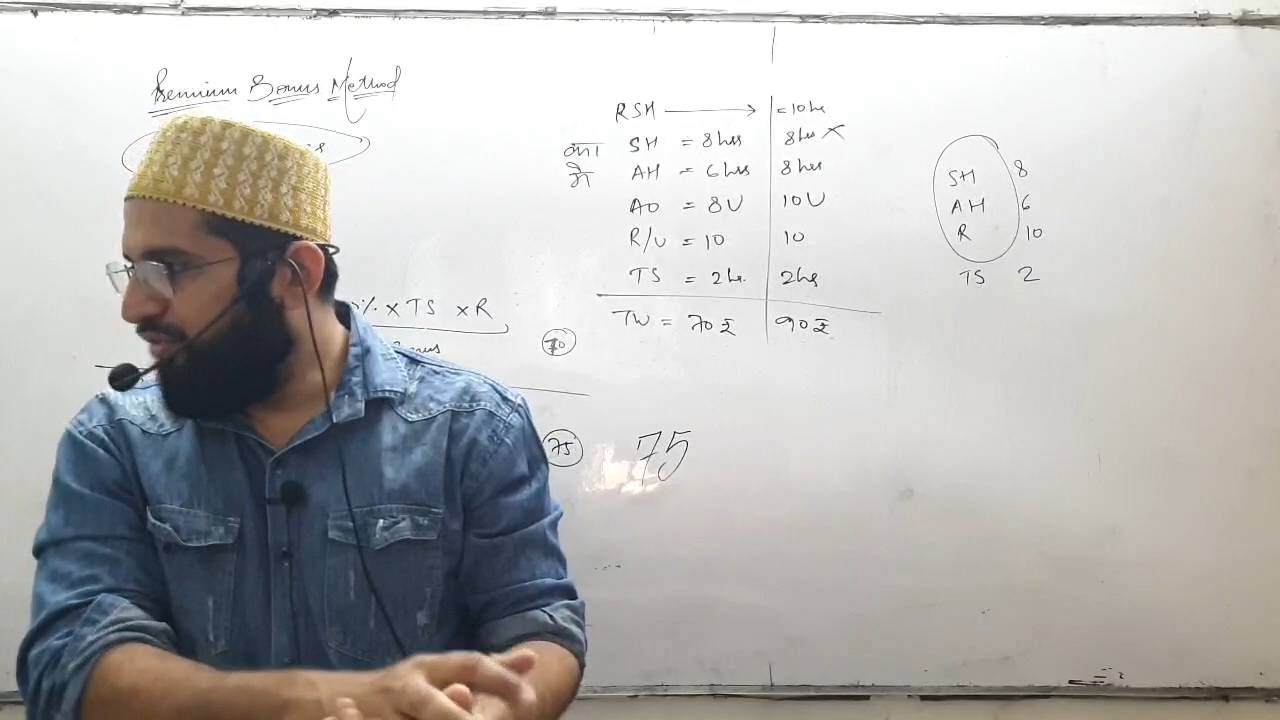 Premium Bonus Method
RSH → = 10 hr
का SH = 8 hrs 8 hrs ×
मे AH = 6 hrs 8 hrs
AO = 8 U 10 U
R/U = 10 10
TS = 2 hr. 2 hrs
TW = 70 ₹ 90 ₹
SH 8
AH 6
R 10
TS 2
% × TS × R
70
75 75